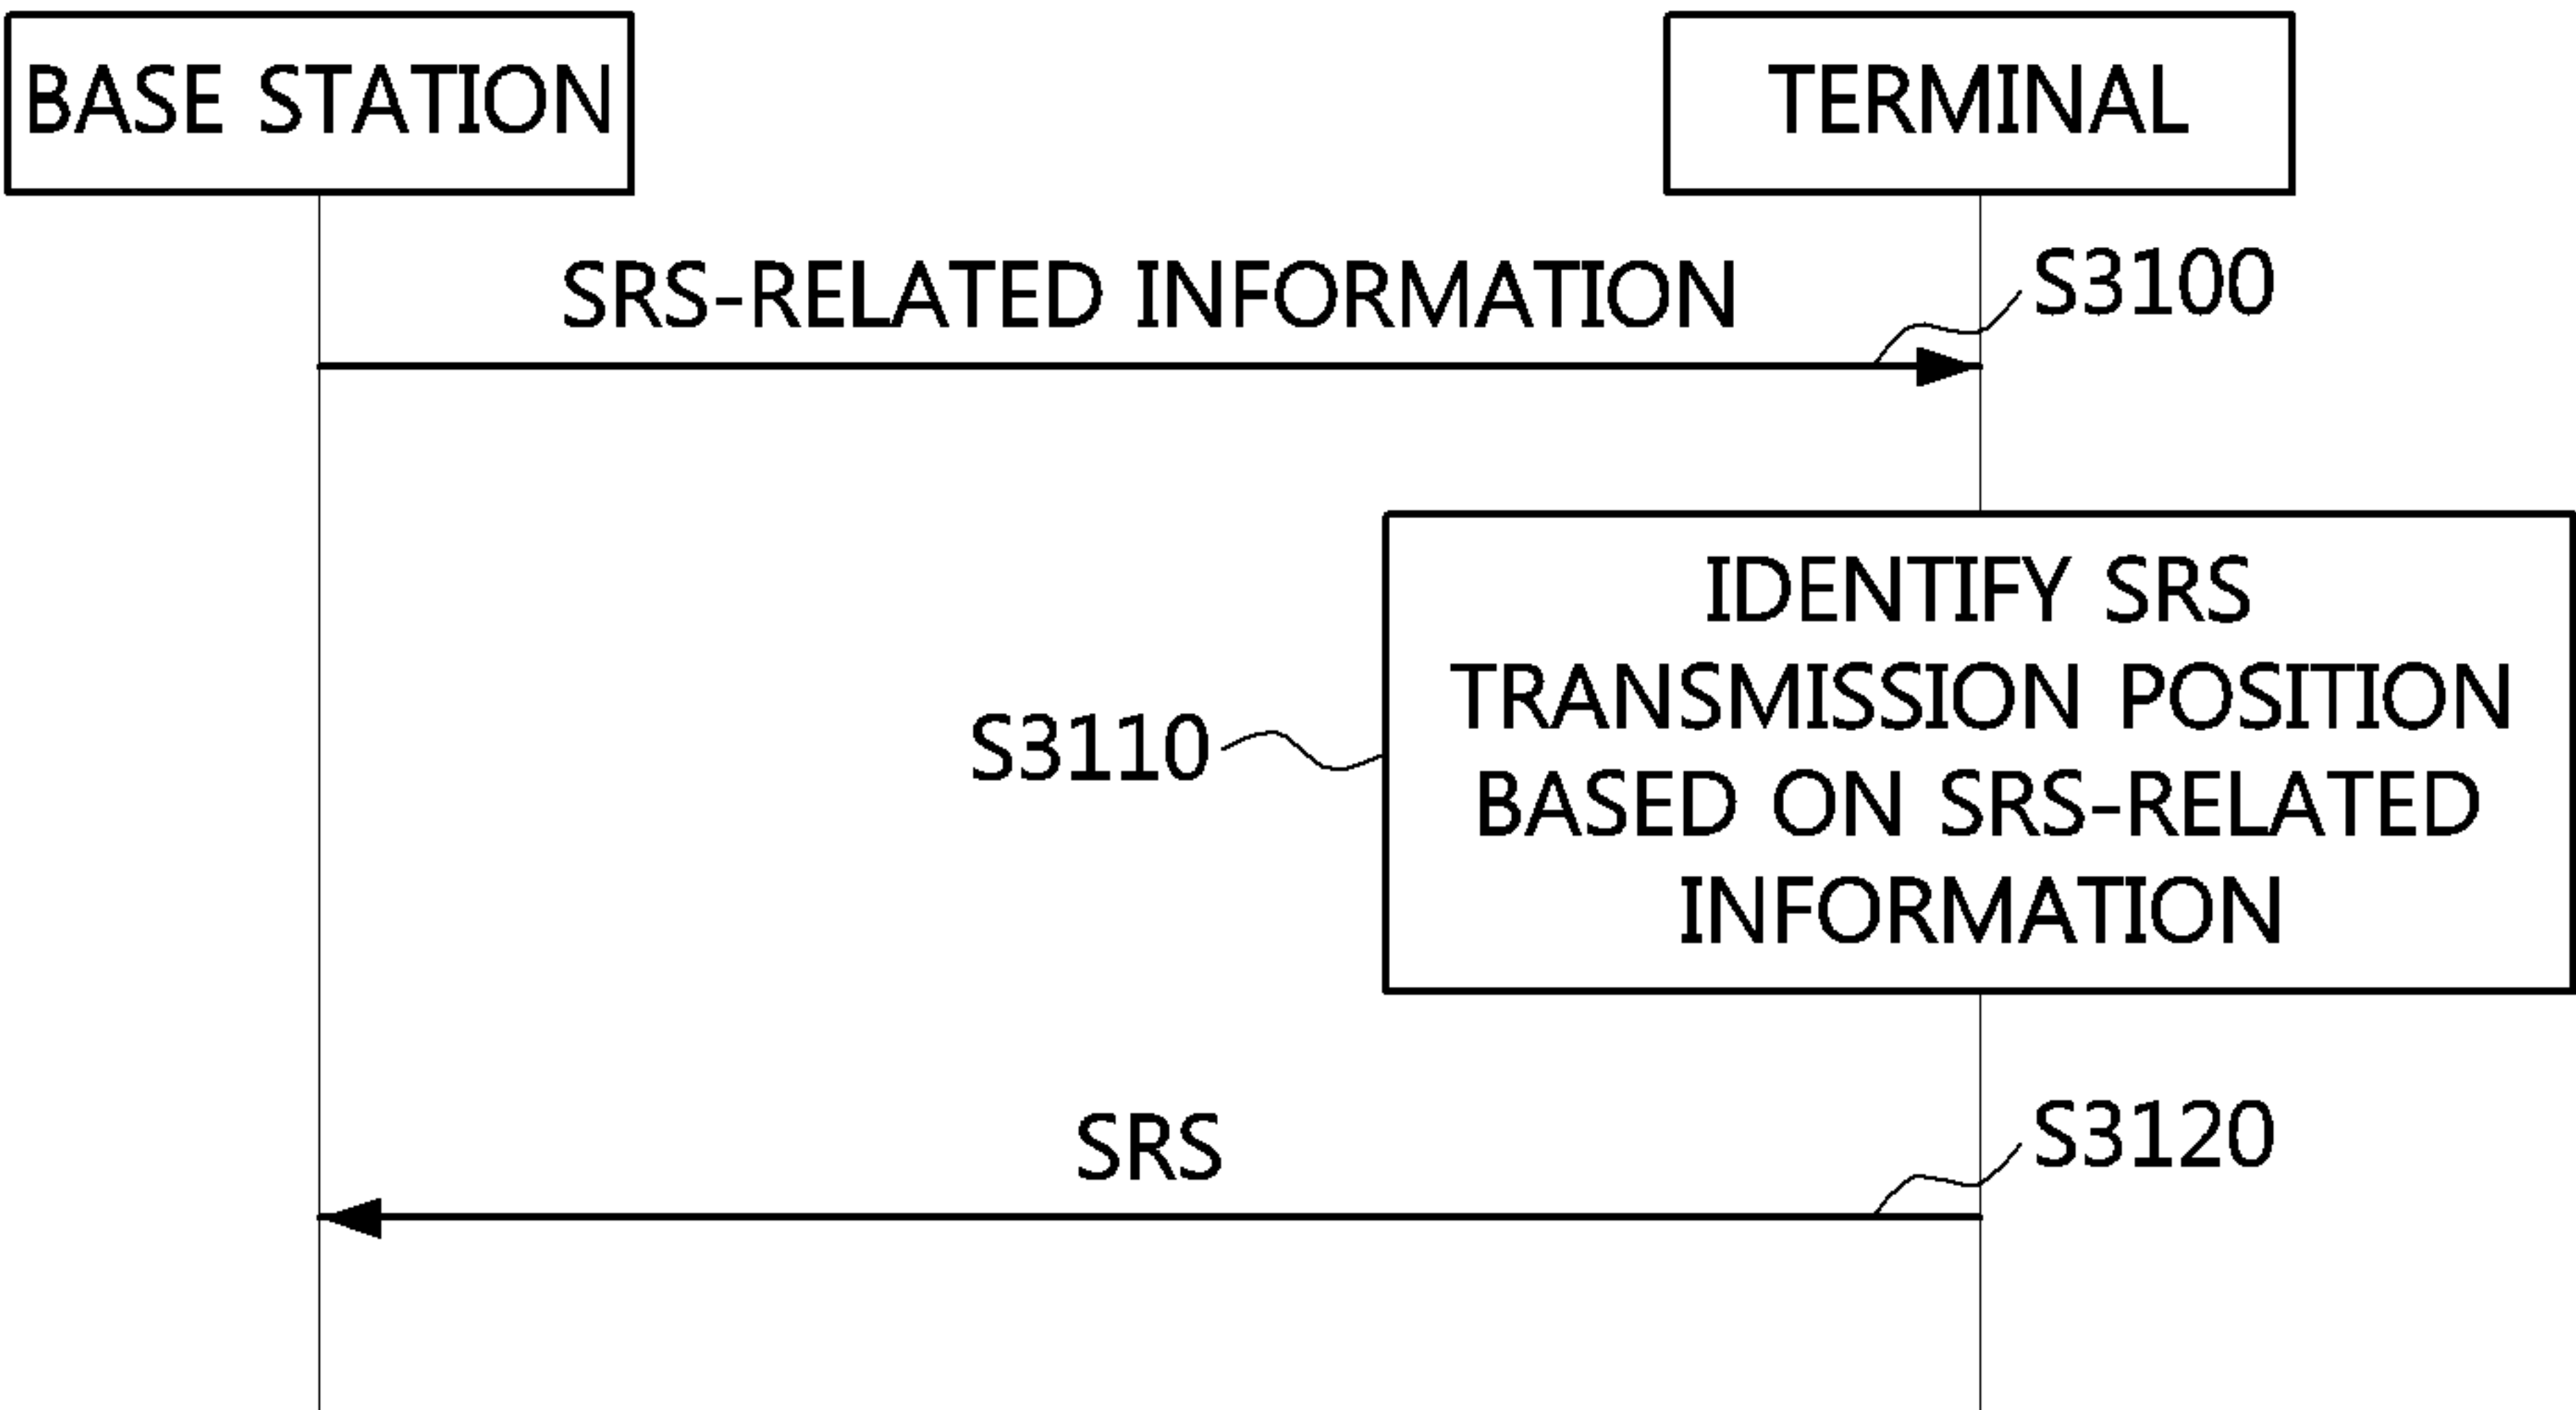 BASE STATION
TERMINAL
SRS-RELATED INFORMATION
S3100
IDENTIFY SRS
TRANSMISSION POSITION
BASED ON SRS-RELATED
INFORMATION
S3110
SRS
S3120